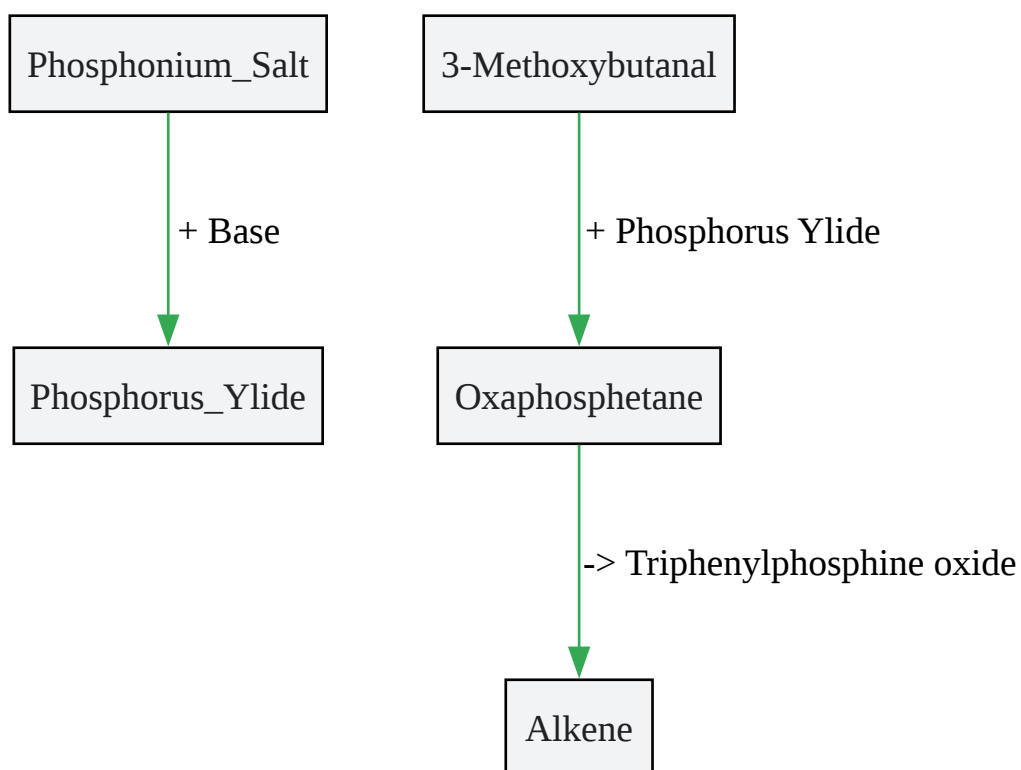 Phosphonium_Salt
3-Methoxybutanal
+ Base
+ Phosphorus Ylide
Phosphorus_Ylide
Oxaphosphetane
-> Triphenylphosphine oxide
Alkene